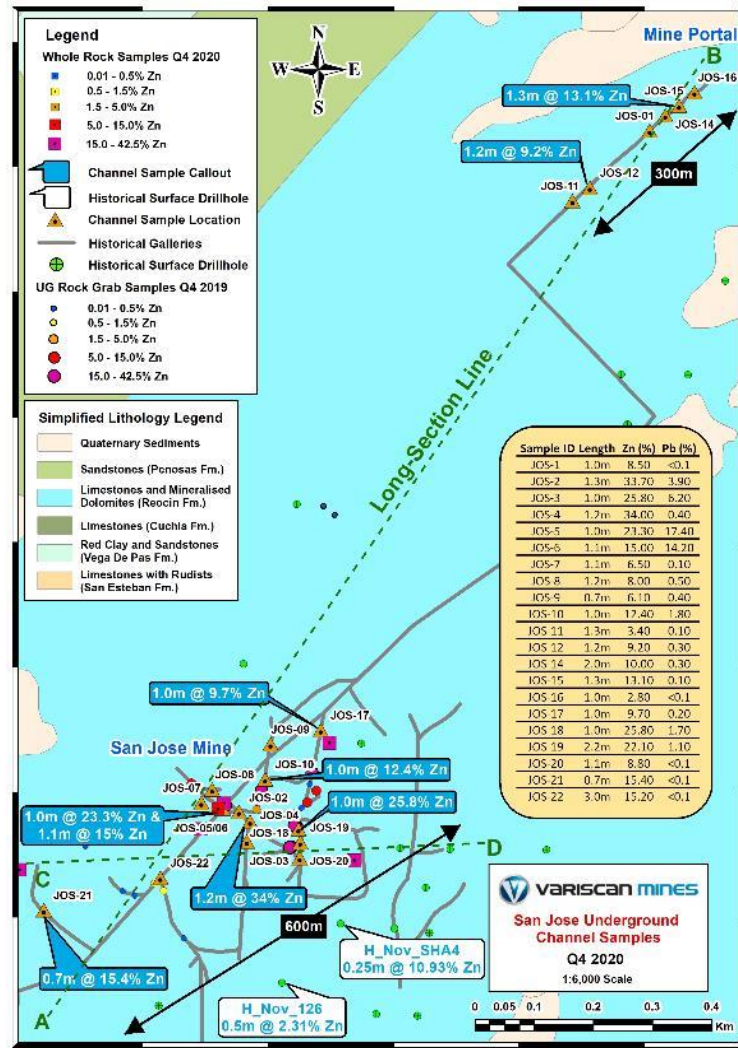 Legend
Whole Rock Samples Q4 2020
0.01 - 0.5% Zn
0.5 - 1.5% Zn
1.5 - 5.0% Zn
5.0 - 15.0% Zn
15.0 - 42.5% Zn
Channel Sample Callout
Historical Surface Drillhole
Channel Sample Location
Historical Galleries
Historical Surface Drillhole
UG Rock Grab Samples Q4 2019
0.01 - 0.5% Zn
0.5 - 1.5% Zn
1.5 - 5.0% Zn
5.0 - 15.0% Zn
15.0 - 42.5% Zn
Simplified Lithology Legend
Quaternary Sediments
Sandstones (Penosas Fm.)
Limestones and Mineralised
Dolomites (Reocin Fm.)
Limestones (Cuchia Fm.)
Red Clay and Sandstones
(Vega De Pas Fm.)
Limestones with Rudists
(San Esteban Fm.)
N
W E
S
Mine Portal
B
JOS-16
JOS-15
1.3m @ 13.1% Zn
JOS-01
JOS-14
1.2m @ 9.2% Zn
JOS-12
JOS-11
300m
Long-Section Line
Sample ID Length Zn (%) Pb (%)
JOS-1 1.0m 8.50 <0.1
JOS-2 1.3m 33.70 3.90
JOS-3 1.0m 25.80 6.20
JOS-4 1.2m 34.00 0.40
JOS-5 1.0m 23.30 17.40
JOS-6 1.1m 15.00 14.20
JOS-7 1.1m 6.50 0.10
JOS-8 1.2m 8.00 0.50
JOS-9 0.7m 6.10 0.40
JOS-10 1.0m 12.40 1.80
JOS 11 1.3m 3.40 0.10
JOS 12 1.2m 9.20 0.30
JOS 14 2.0m 10.00 0.30
JOS-15 1.3m 13.10 0.10
JOS-16 1.0m 2.80 <0.1
JOS-17 1.0m 9.70 0.20
JOS 18 1.0m 25.80 1.70
JOS 19 2.2m 22.10 1.10
JOS-20 1.1m 8.80 <0.1
JOS-21 0.7m 15.40 <0.1
JOS-22 3.0m 15.20 <0.1
1.0m @ 9.7% Zn
JOS-17
JOS-09
San Jose Mine
JOS-10
1.0m @ 12.4% Zn
JOS-08
JOS-07
JOS-02
1.0m @ 25.8% Zn
1.0m @ 23.3% Zn &
1.1m @ 15% Zn
JOS-04
JOS-05/06
JOS-18
JOS-19
JOS-03
JOS-20
D
C
JOS-22
JOS-21
1.2m @ 34% Zn
600m
0.7m @ 15.4% Zn
H_Nov_SHA4
0.25m @ 10.93% Zn
H_Nov_126
0.5m @ 2.31% Zn
A
VARISCAN MINES
San Jose Underground
Channel Samples
Q4 2020
1:6,000 Scale
0 0.05 0.1 0.2 0.3 0.4
Km